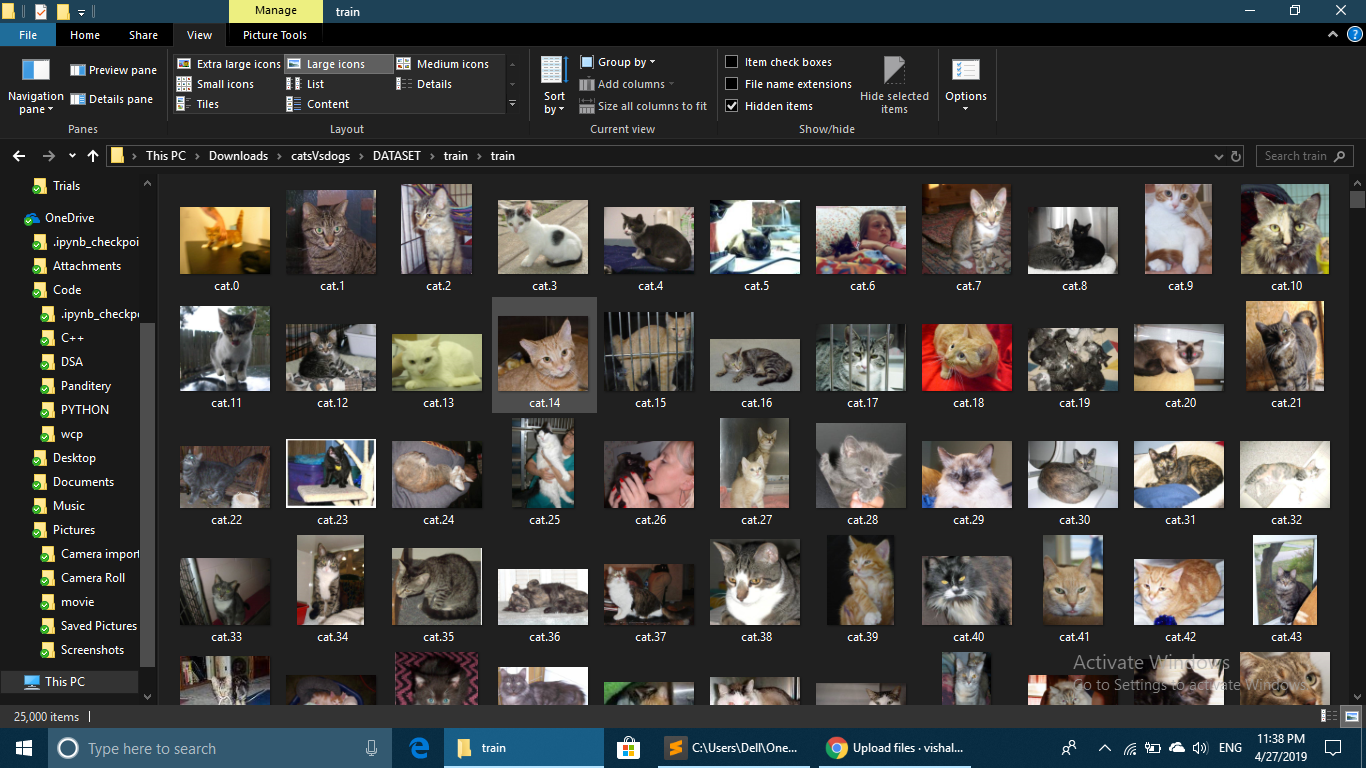 Manage
train
File
Home
Share
View
Picture Tools
Navigation pane
Preview pane
Details pane
Panes
Extra large icons
Large icons
Medium icons
Small icons
List
Details
Tiles
Content
Layout
Sort by
Group by
Add columns
Size all columns to fit
Current view
Item check boxes
File name extensions
Hidden items
Hide selected items
Show/hide
Options
This PC > Downloads > catsVsdogs > DATASET > train > train
Search train
Trials
OneDrive
.ipynb_checkpoi
Attachments
Code
.ipynb_checkp
C++
DSA
Panditery
PYTHON
wcp
Desktop
Documents
Music
Pictures
Camera import
Camera Roll
movie
Saved Pictures
Screenshots
This PC
cat.0 cat.1 cat.2 cat.3 cat.4 cat.5 cat.6 cat.7 cat.8 cat.9 cat.10
cat.11 cat.12 cat.13 cat.14 cat.15 cat.16 cat.17 cat.18 cat.19 cat.20 cat.21
cat.22 cat.23 cat.24 cat.25 cat.26 cat.27 cat.28 cat.29 cat.30 cat.31 cat.32
cat.33 cat.34 cat.35 cat.36 cat.37 cat.38 cat.39 cat.40 cat.41 cat.42 cat.43
Activate Windows
Go to Settings to activate Windows.
25,000 items
Type here to search
train
C:\Users\Dell\One...
Upload files · vishal...
ENG
11:38 PM
4/27/2019